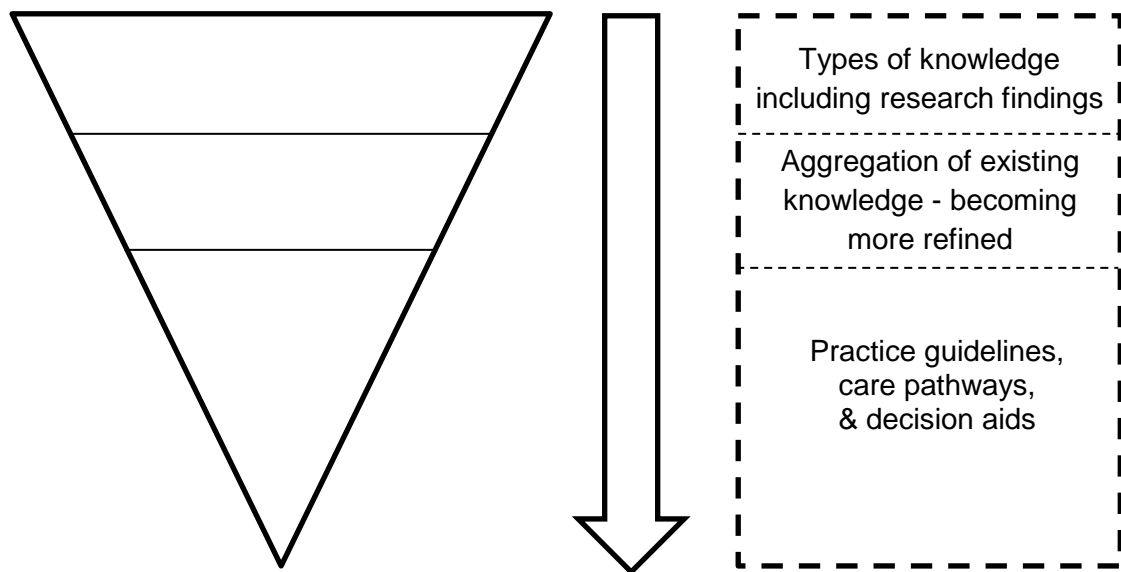 Types of knowledge
including research findings
Aggregation of existing
knowledge - becoming
more refined
Practice guidelines,
care pathways,
& decision aids